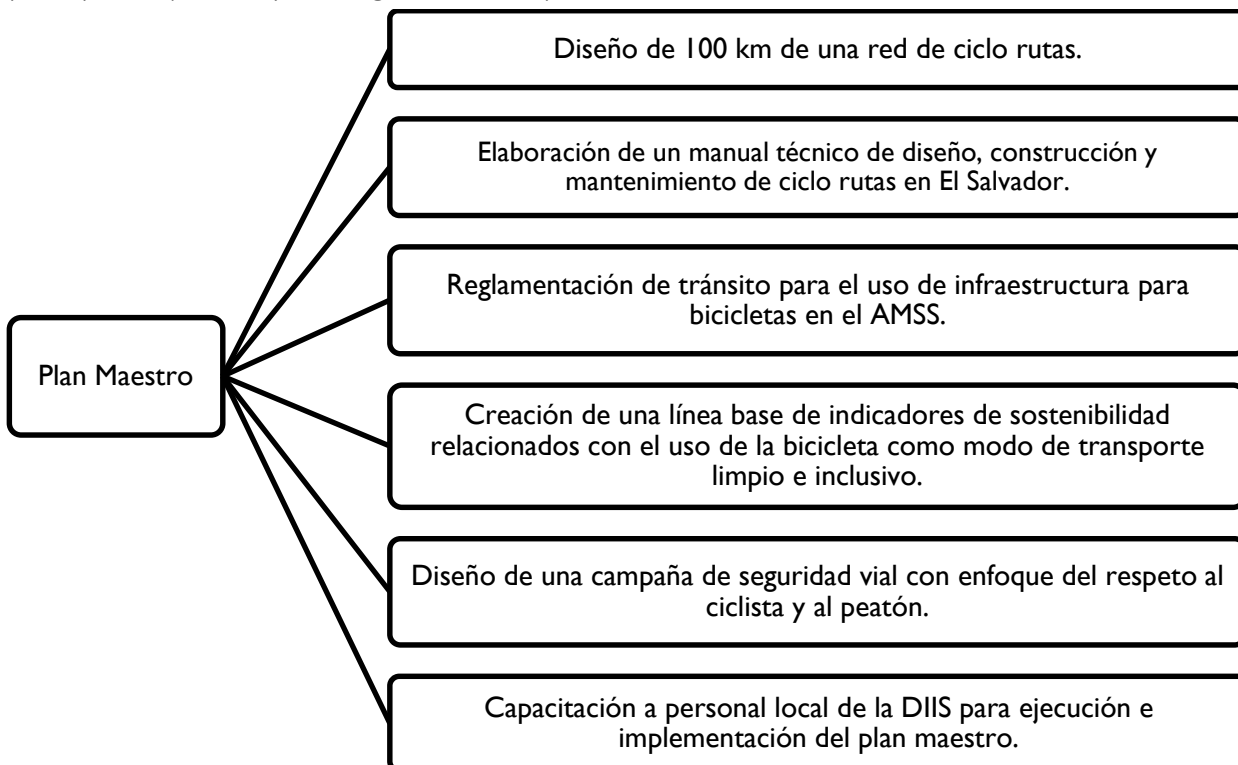 Diseño de 100 km de una red de ciclo rutas.
Elaboración de un manual técnico de diseño, construcción y
mantenimiento de ciclo rutas en El Salvador.
Reglamentación de tránsito para el uso de infraestructura para
bicicletas en el AMSS.
Plan Maestro
Creación de una línea base de indicadores de sostenibilidad
relacionados con el uso de la bicicleta como modo de transporte
limpio e inclusivo.
Diseño de una campaña de seguridad vial con enfoque del respeto al
ciclista y al peatón.
Capacitación a personal local de la DIIS para ejecución e
implementación del plan maestro.